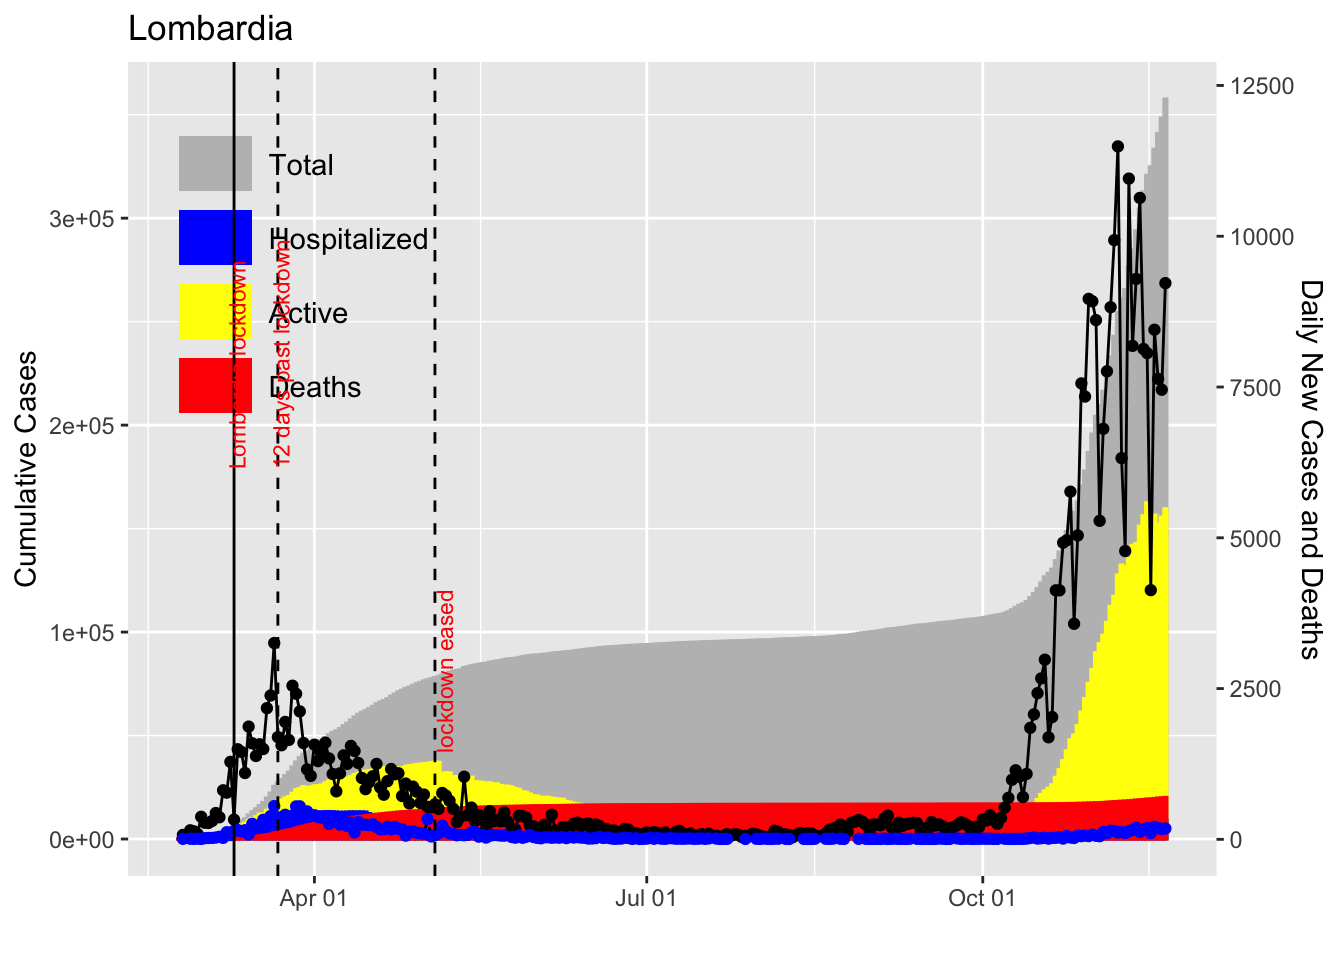 Lombardia
Total
Hospitalized
Active
Deaths
lockdown
12 days past lockdown
lockdown eased
Cumulative Cases
3e+05
2e+05
1e+05
0e+00
12500
10000
7500
5000
2500
0
Daily New Cases and Deaths
Apr 01
Jul 01
Oct 01